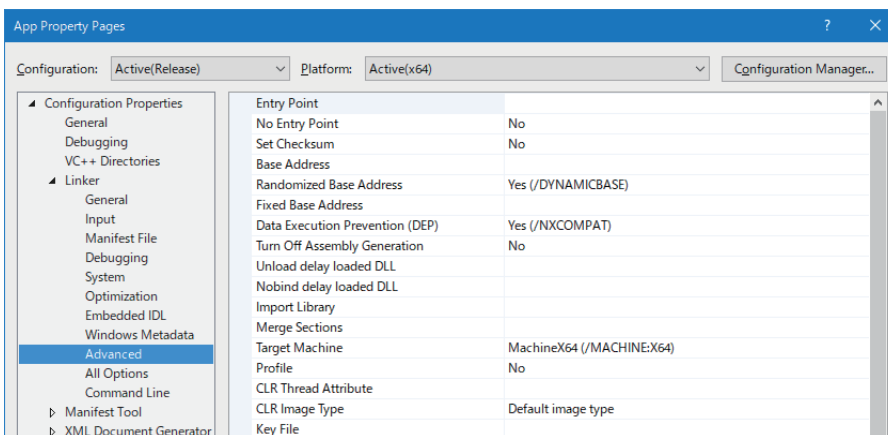 App Property Pages ? ×
Configuration: Active(Release) Platform: Active(x64) Configuration Manager...
Configuration Properties
General
Debugging
VC++ Directories
Linker
General
Input
Manifest File
Debugging
System
Optimization
Embedded IDL
Windows Metadata
Advanced
All Options
Command Line
Manifest Tool
XML Document Generator
Entry Point
No Entry Point No
Set Checksum No
Base Address
Randomized Base Address Yes (/DYNAMICBASE)
Fixed Base Address
Data Execution Prevention (DEP) Yes (/NXCOMPAT)
Turn Off Assembly Generation No
Unload delay loaded DLL
Nobind delay loaded DLL
Import Library
Merge Sections
Target Machine MachineX64 (/MACHINE:X64)
Profile No
CLR Thread Attribute
CLR Image Type Default image type
Key File